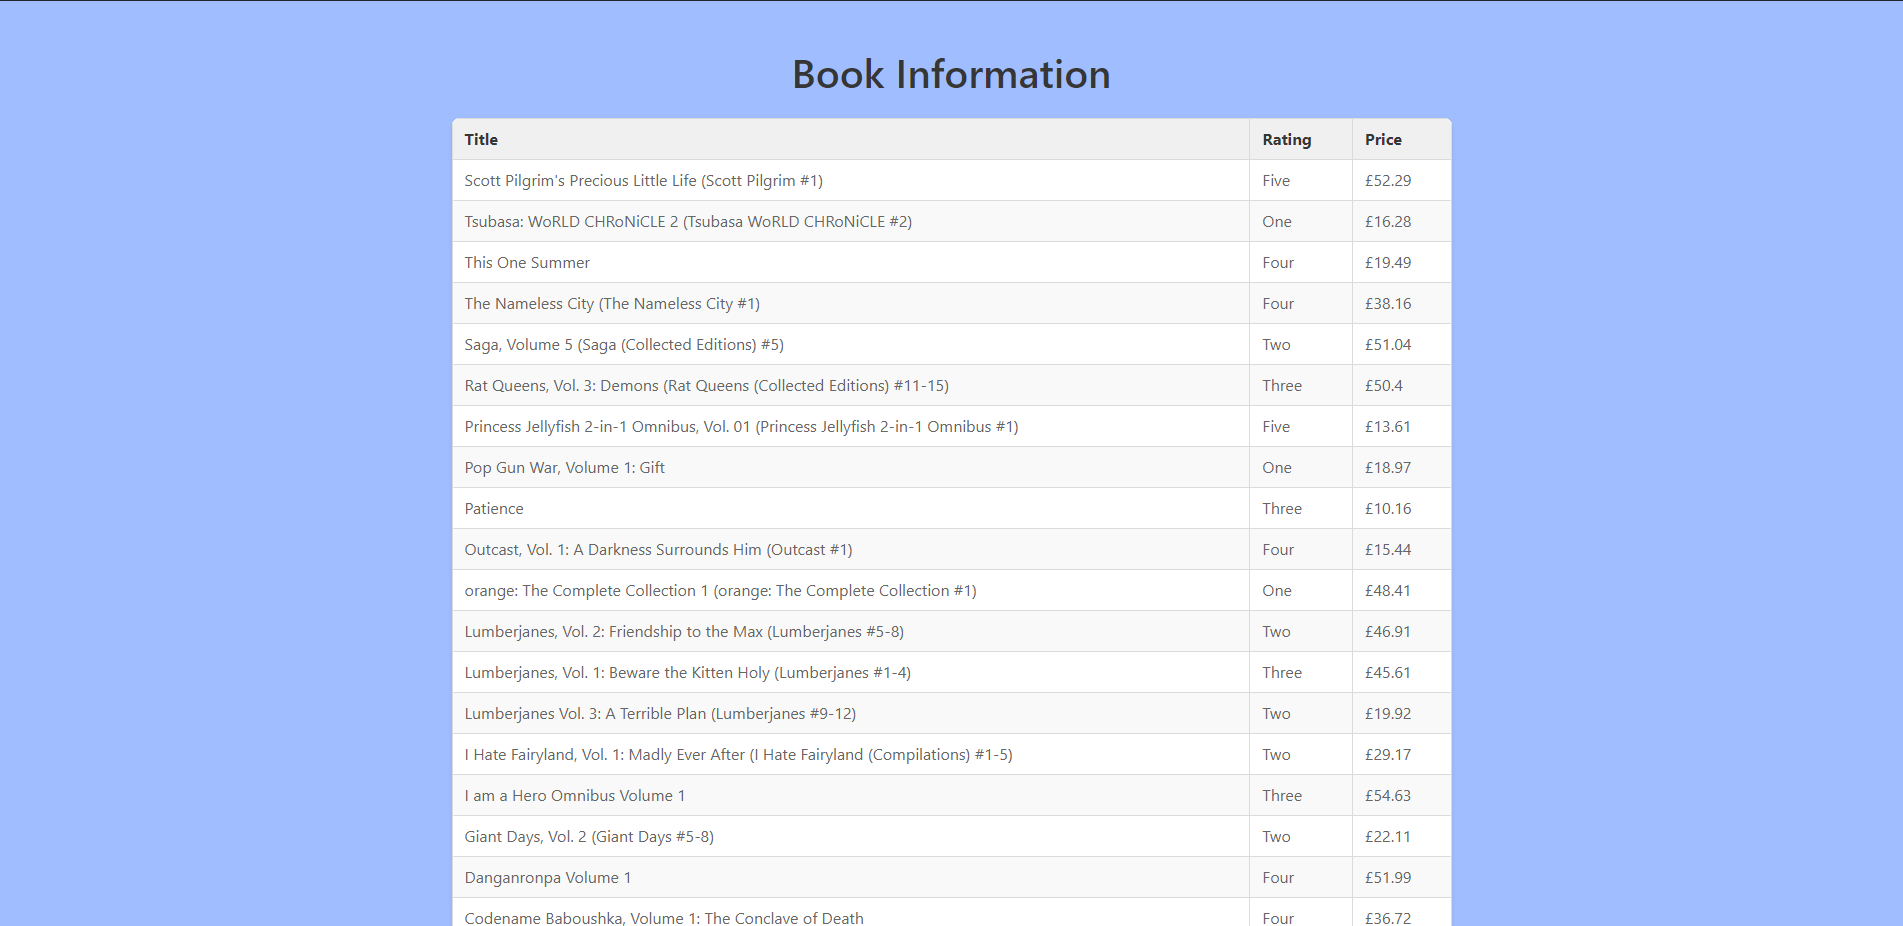 Book Information
Title Rating Price
Scott Pilgrim's Precious Little Life (Scott Pilgrim #1) Five £52.29
Tsubasa: WoRLD CHRoNiCLE 2 (Tsubasa WoRLD CHRoNiCLE #2) One £16.28
This One Summer Four £19.49
The Nameless City (The Nameless City #1) Four £38.16
Saga, Volume 5 (Saga (Collected Editions) #5) Two £51.04
Rat Queens, Vol. 3: Demons (Rat Queens (Collected Editions) #11-15) Three £50.4
Princess Jellyfish 2-in-1 Omnibus, Vol. 01 (Princess Jellyfish 2-in-1 Omnibus #1) Five £13.61
Pop Gun War, Volume 1: Gift One £18.97
Patience Three £10.16
Outcast, Vol. 1: A Darkness Surrounds Him (Outcast #1) Four £15.44
orange: The Complete Collection 1 (orange: The Complete Collection #1) One £48.41
Lumberjanes, Vol. 2: Friendship to the Max (Lumberjanes #5-8) Two £46.91
Lumberjanes, Vol. 1: Beware the Kitten Holy (Lumberjanes #1-4) Three £45.61
Lumberjanes Vol. 3: A Terrible Plan (Lumberjanes #9-12) Two £19.92
I Hate Fairyland, Vol. 1: Madly Ever After (I Hate Fairyland (Compilations) #1-5) Two £29.17
I am a Hero Omnibus Volume 1 Three £54.63
Giant Days, Vol. 2 (Giant Days #5-8) Two £22.11
Danganronpa Volume 1 Four £51.99
Codename Baboushka, Volume 1: The Conclave of Death Four £36.72